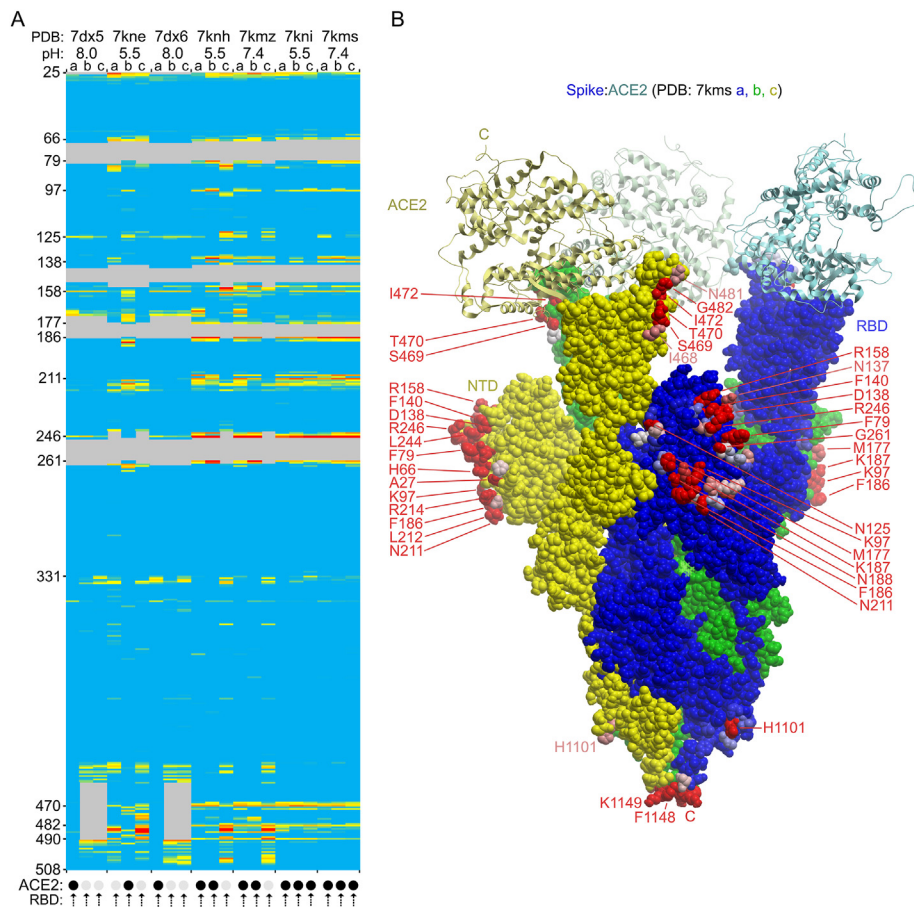 A
PDB: 7dx5 7kne 7dx6 7knh 7kmz 7kni 7kms
pH: 8.0 5.5 8.0 5.5 7.4 5.5 7.4
a b c a b c a b c a b c a b c a b c a b c
25
66
79
97
125
138
158
177
186
211
246
261
331
470
482
490
508
ACE2:
RBD:
B
Spike:ACE2 (PDB: 7kms a, b, c)
C
ACE2
I472
T470
S469
NTD
R158
F140
D138
R246
L244
F79
H66
A27
K97
R214
F186
L212
N211
N481
G482
I472
T470
S469
I468
RBD
R158
N137
F140
D138
R246
F79
G261
M177
K187
K97
F186
N125
K97
M177
K187
N188
F186
N211
H1101
H1101
K1149
F1148
C